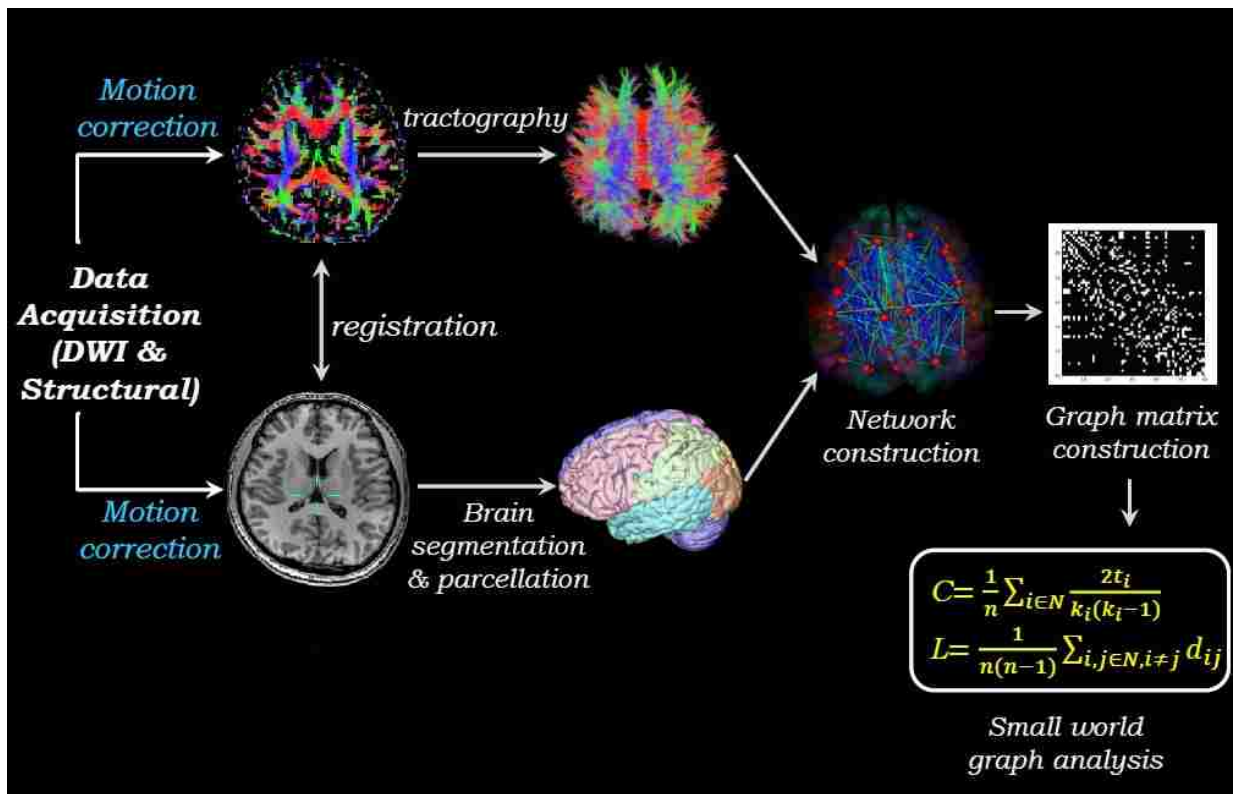 Motion
correction
tractography
Data
Acquisition
(DWI &
Structural)
registration
Motion
correction
Brain
segmentation
& parcellation
Network
construction
Graph matrix
construction
C= 1/n ∑i∈N 2ti/ki(ki−1)
L= 1/n(n−1) ∑i,j∈N,i≠j dij
Small world
graph analysis